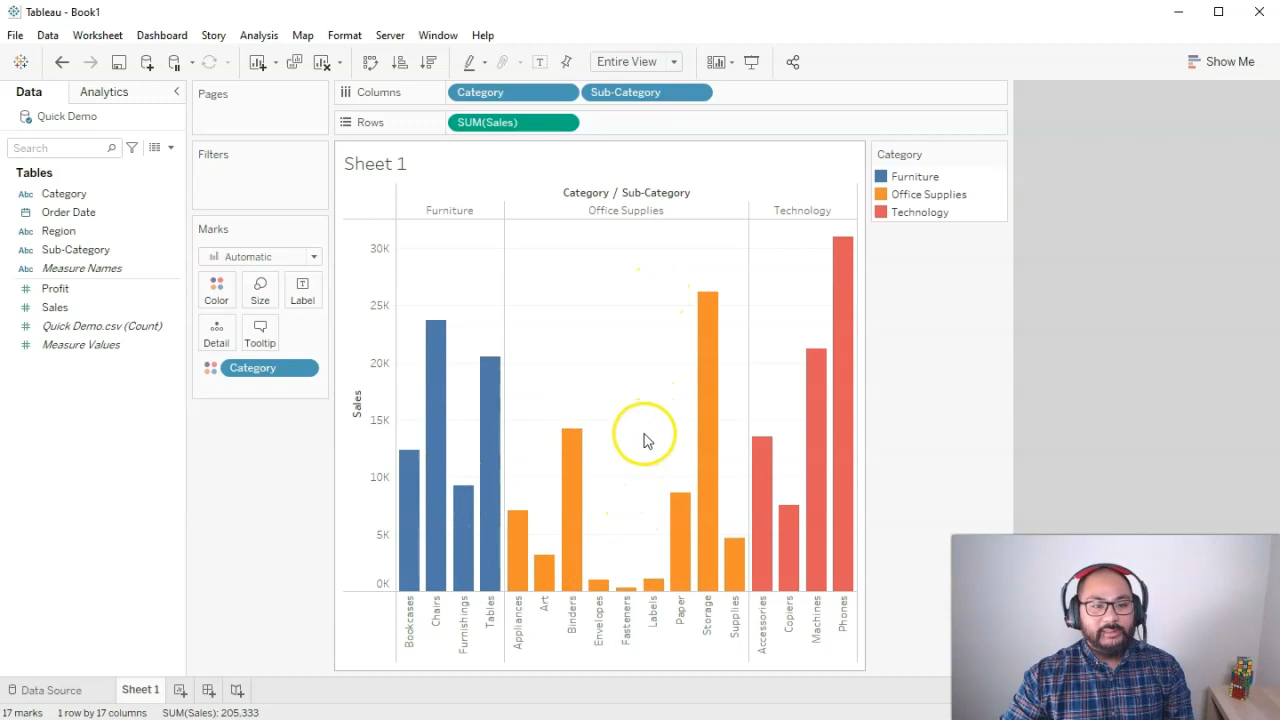 Tableau - Book1
File Data Worksheet Dashboard Story Analysis Map Format Server Window Help
Entire View
Show Me
Data Analytics
Pages
Columns Category Sub-Category
Quick Demo
Rows SUM(Sales)
Search
Filters
Tables
Abc Category
Order Date
Abc Region
Abc Sub-Category
Abc Measure Names
Profit
Sales
Quick Demo.csv (Count)
Measure Values
Marks
Automatic
Color Size Label
Detail Tooltip
Category
Sheet 1
Category / Sub-Category
Furniture Office Supplies Technology
30K
25K
20K
15K
10K
5K
0K
Sales
Bookcases Chairs Furnishings Tables Appliances Art Binders Envelopes Fasteners Labels Paper Storage Supplies Accessories Copiers Machines Phones
Category
Furniture
Office Supplies
Technology
Data Source Sheet 1
17 marks 1 row by 17 columns SUM(Sales): 205,333